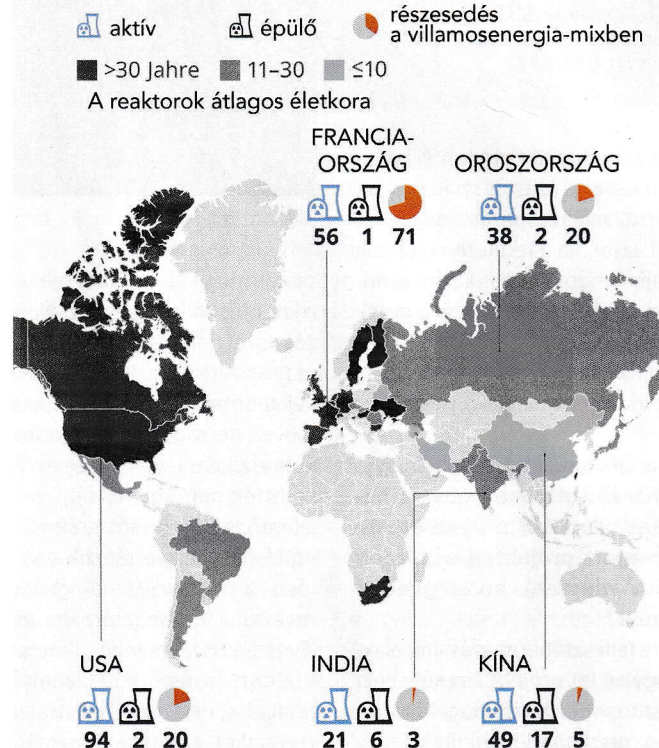 aktív
épülő
részesedés
a villamosenergia-mixben
>30 Jahre
11–30
≤10
A reaktorok átlagos életkora
FRANCIA-
ORSZÁG
56 1 71
OROSZORSZÁG
38 2 20
USA
94 2 20
INDIA
21 6 3
KÍNA
49 17 5